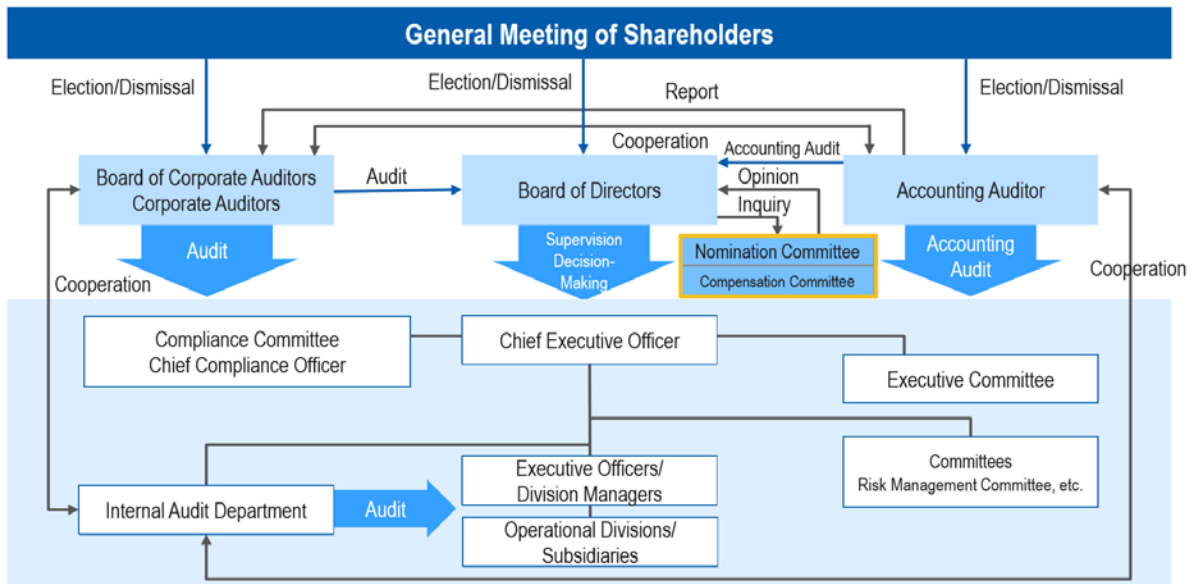 General Meeting of Shareholders
Election/Dismissal
Election/Dismissal
Election/Dismissal
Report
Cooperation
Accounting Audit
Board of Corporate Auditors
Corporate Auditors
Audit
Board of Directors
Opinion
Inquiry
Accounting Auditor
Audit
Supervision
Decision-
Making
Nomination Committee
Compensation Committee
Accounting
Audit
Cooperation
Cooperation
Compliance Committee
Chief Compliance Officer
Chief Executive Officer
Executive Committee
Committees
Risk Management Committee, etc.
Executive Officers/
Division Managers
Internal Audit Department
Audit
Operational Divisions/
Subsidiaries